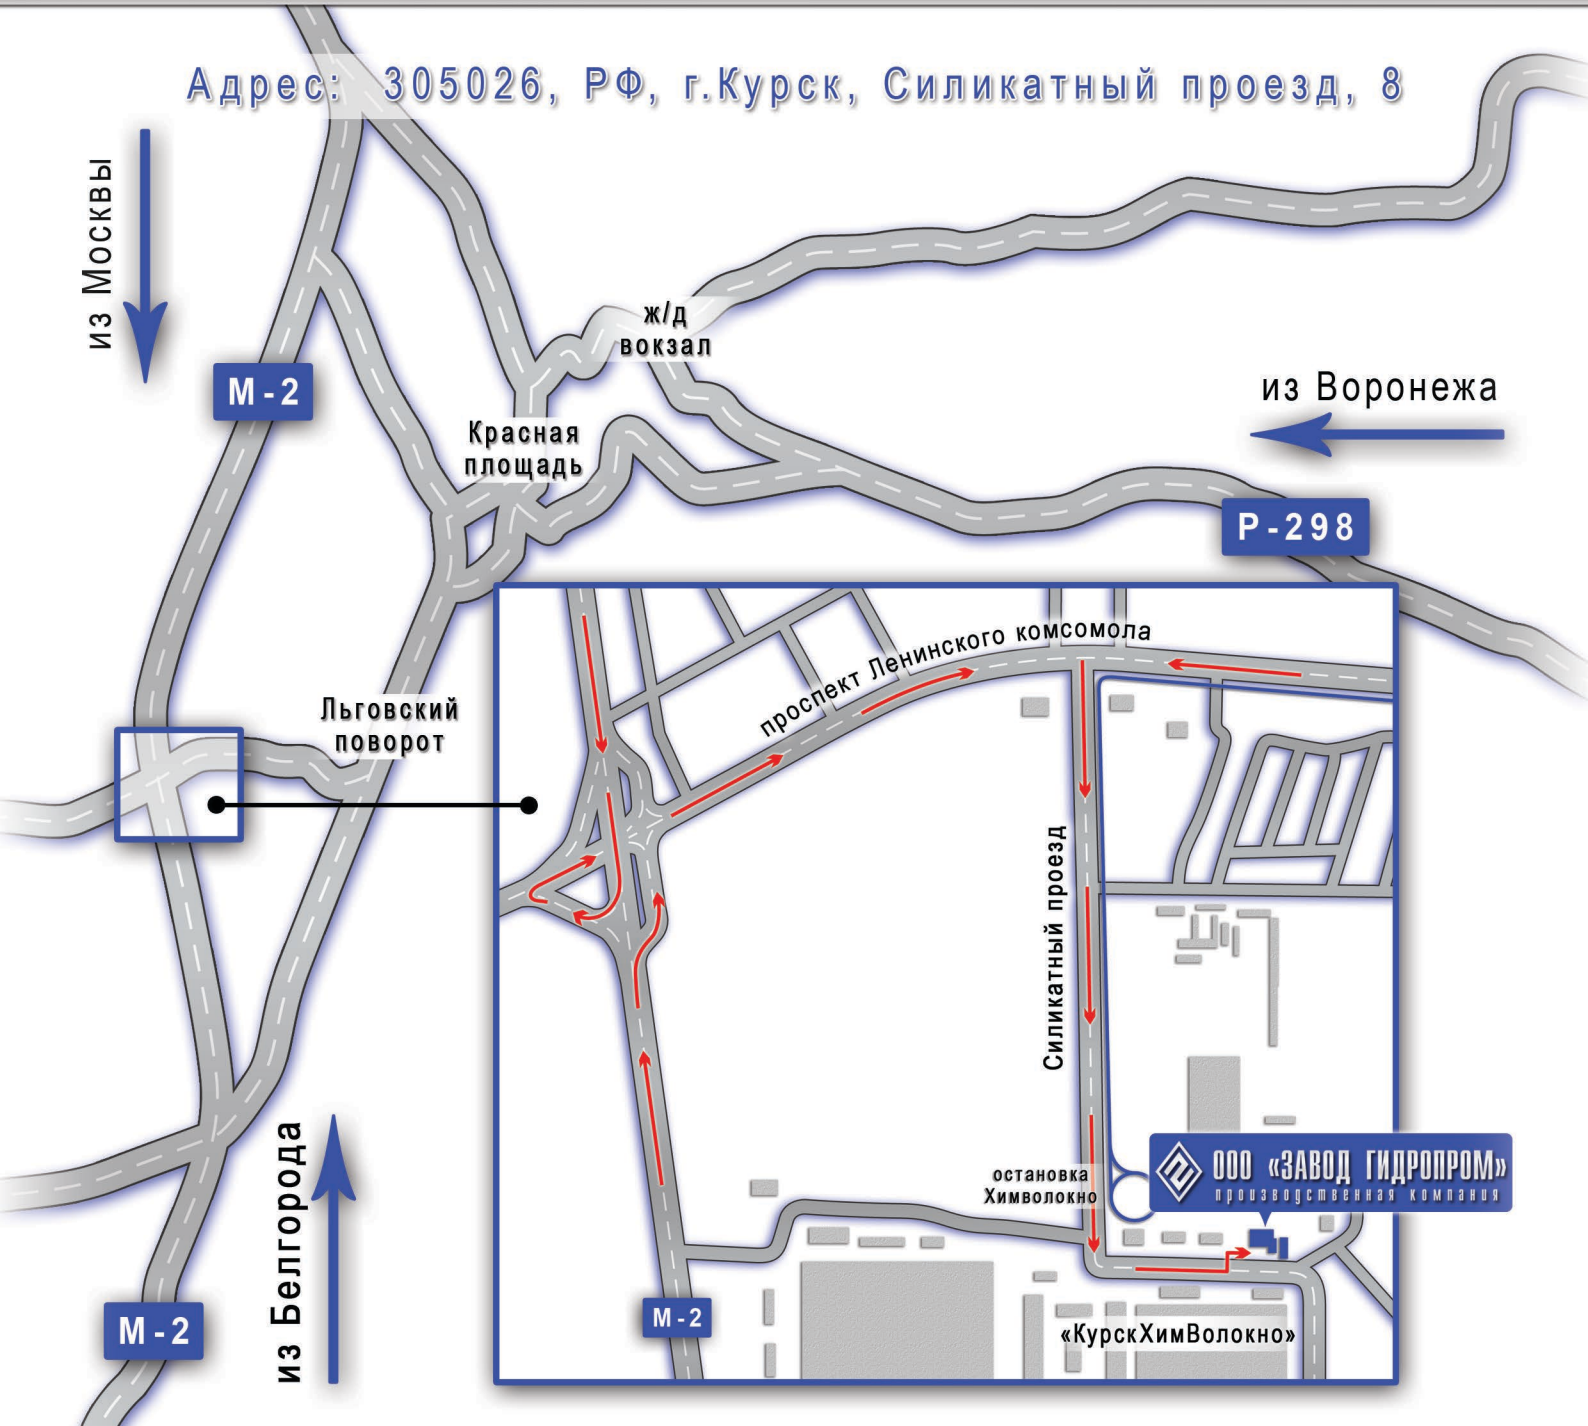 Адрес: 305026, РФ, г.Курск, Силикатный проезд, 8
из Москвы
ж/д
вокзал
М-2
из Воронежа
Красная
площадь
Р-298
Льговский
поворот
проспект Ленинского комсомола
Силикатный проезд
из Белгорода
ООО «ЗАВОД ГИДРОПРОМ»
производственная компания
остановка
Химволокно
М-2
М-2
«КурскХимВолокно»